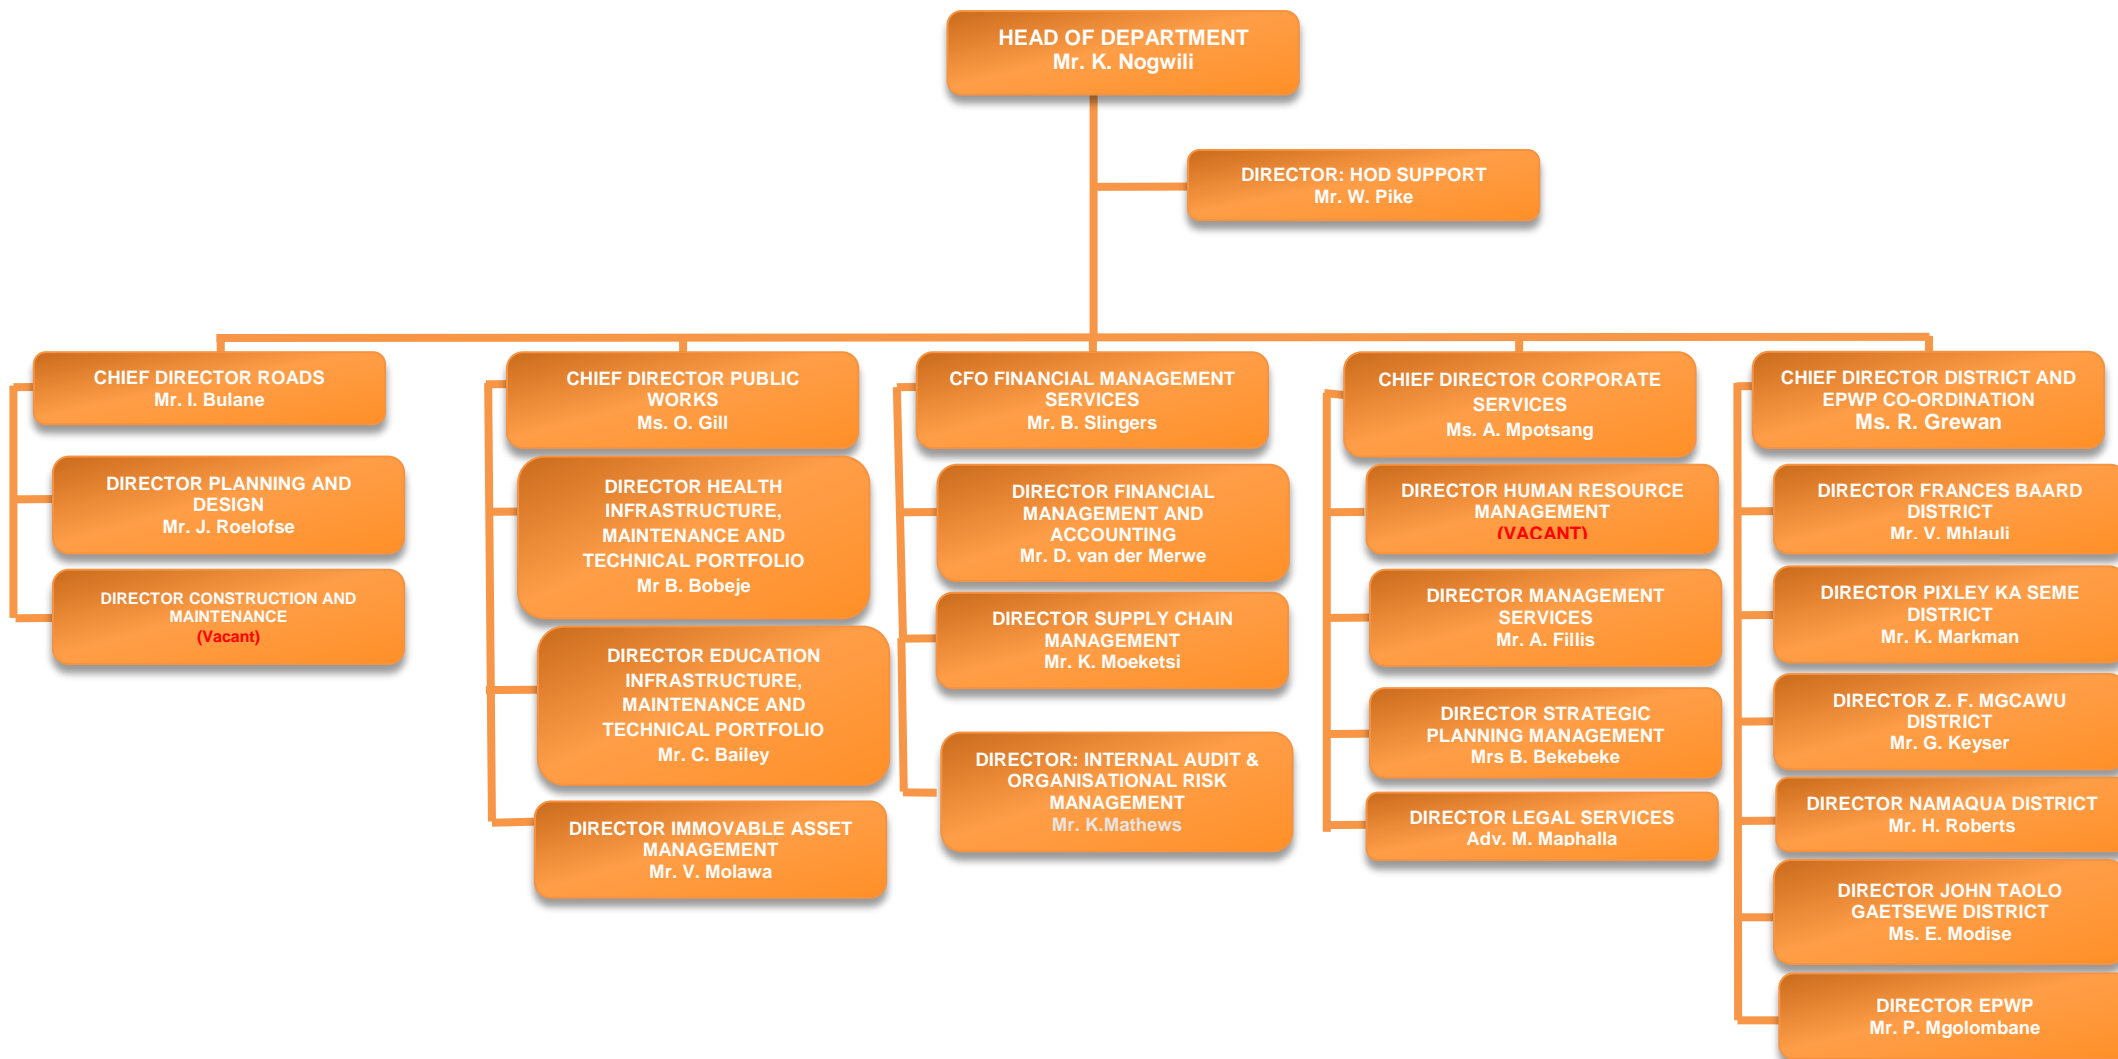 HEAD OF DEPARTMENT
Mr. K. Nogwili
DIRECTOR: HOD SUPPORT
Mr. W. Pike
CHIEF DIRECTOR ROADS
Mr. I. Bulane
DIRECTOR PLANNING AND
DESIGN
Mr. J. Roelofse
DIRECTOR CONSTRUCTION AND
MAINTENANCE
(Vacant)
CHIEF DIRECTOR PUBLIC
WORKS
Ms. O. Gill
DIRECTOR HEALTH
INFRASTRUCTURE,
MAINTENANCE AND
TECHNICAL PORTFOLIO
Mr B. Bobeje
DIRECTOR EDUCATION
INFRASTRUCTURE,
MAINTENANCE AND
TECHNICAL PORTFOLIO
Mr. C. Bailey
DIRECTOR IMMOVABLE ASSET
MANAGEMENT
Mr. V. Molawa
CFO FINANCIAL MANAGEMENT
SERVICES
Mr. B. Slingers
DIRECTOR FINANCIAL
MANAGEMENT AND
ACCOUNTING
Mr. D. van der Merwe
DIRECTOR SUPPLY CHAIN
MANAGEMENT
Mr. K. Moeketsi
DIRECTOR: INTERNAL AUDIT &
ORGANISATIONAL RISK
MANAGEMENT
Mr. K.Mathews
CHIEF DIRECTOR CORPORATE
SERVICES
Ms. A. Mpotsang
DIRECTOR HUMAN RESOURCE
MANAGEMENT
(VACANT)
DIRECTOR MANAGEMENT
SERVICES
Mr. A. Fillis
DIRECTOR STRATEGIC
PLANNING MANAGEMENT
Mrs B. Bekebeke
DIRECTOR LEGAL SERVICES
Adv. M. Maphalla
CHIEF DIRECTOR DISTRICT AND
EPWP CO-ORDINATION
Ms. R. Grewan
DIRECTOR FRANCES BAARD
DISTRICT
Mr. V. Mhlauli
DIRECTOR PIXLEY KA SEME
DISTRICT
Mr. K. Markman
DIRECTOR Z. F. MGCAWU
DISTRICT
Mr. G. Keyser
DIRECTOR NAMAQUA DISTRICT
Mr. H. Roberts
DIRECTOR JOHN TAOLO
GAETSEWE DISTRICT
Ms. E. Modise
DIRECTOR EPWP
Mr. P. Mgolombane